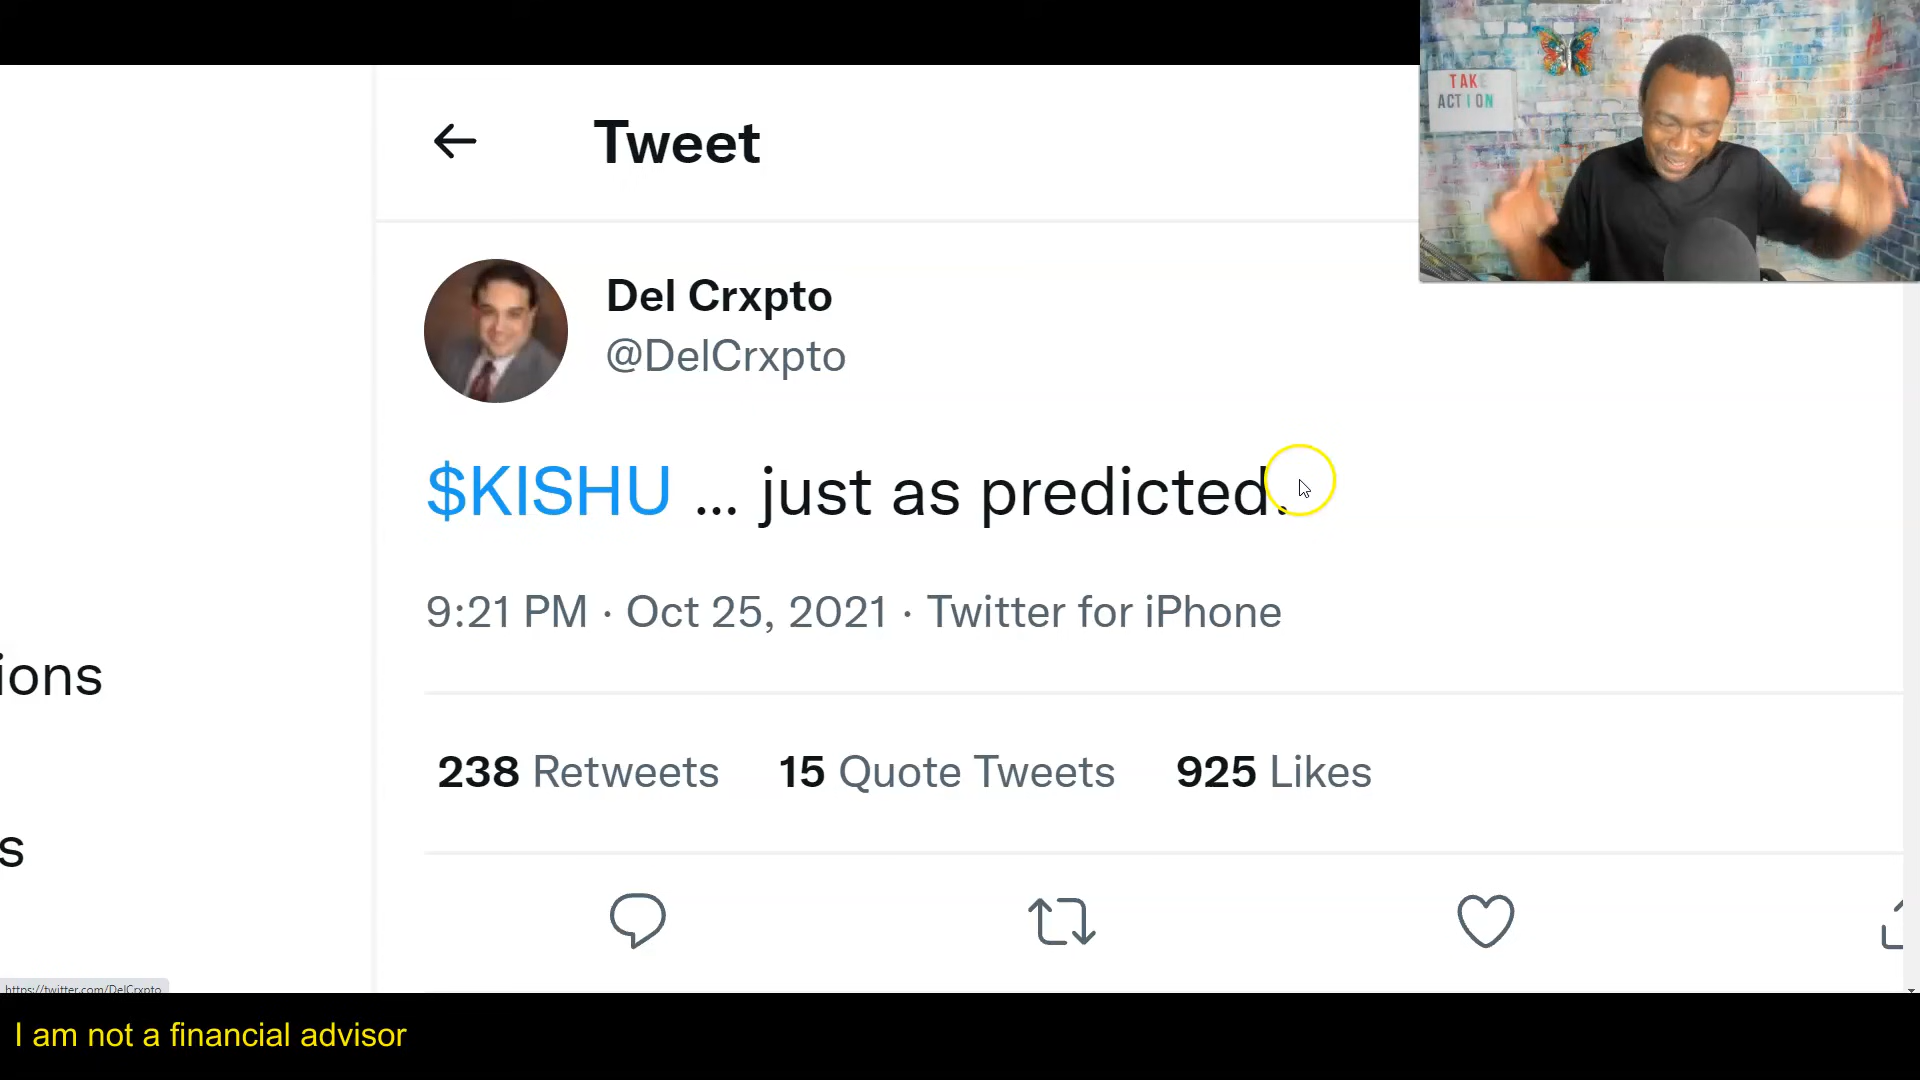 TAKE
ACTION
Tweet
Del Crxpto
@DelCrxpto
$KISHU ... just as predicted.
9:21 PM · Oct 25, 2021 · Twitter for iPhone
ions
238 Retweets 15 Quote Tweets 925 Likes
s
https://twitter.com/DelCrxpto
I am not a financial advisor